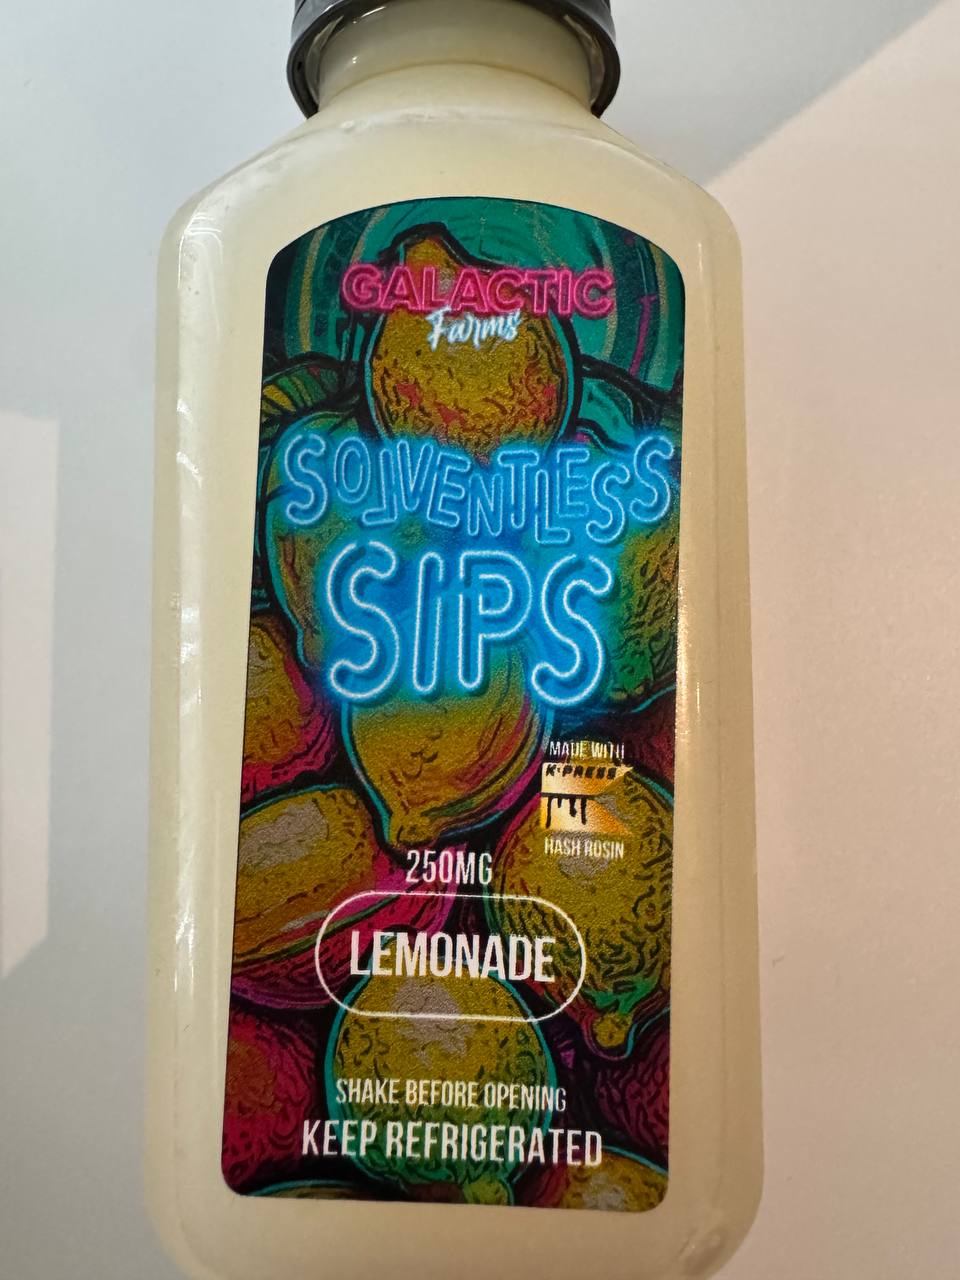 GALACTIC
Farms
SOLVENTLESS
SIPS
MADE WITH
K-PRESS
HASH ROSIN
250MG
LEMONADE
SHAKE BEFORE OPENING
KEEP REFRIGERATED